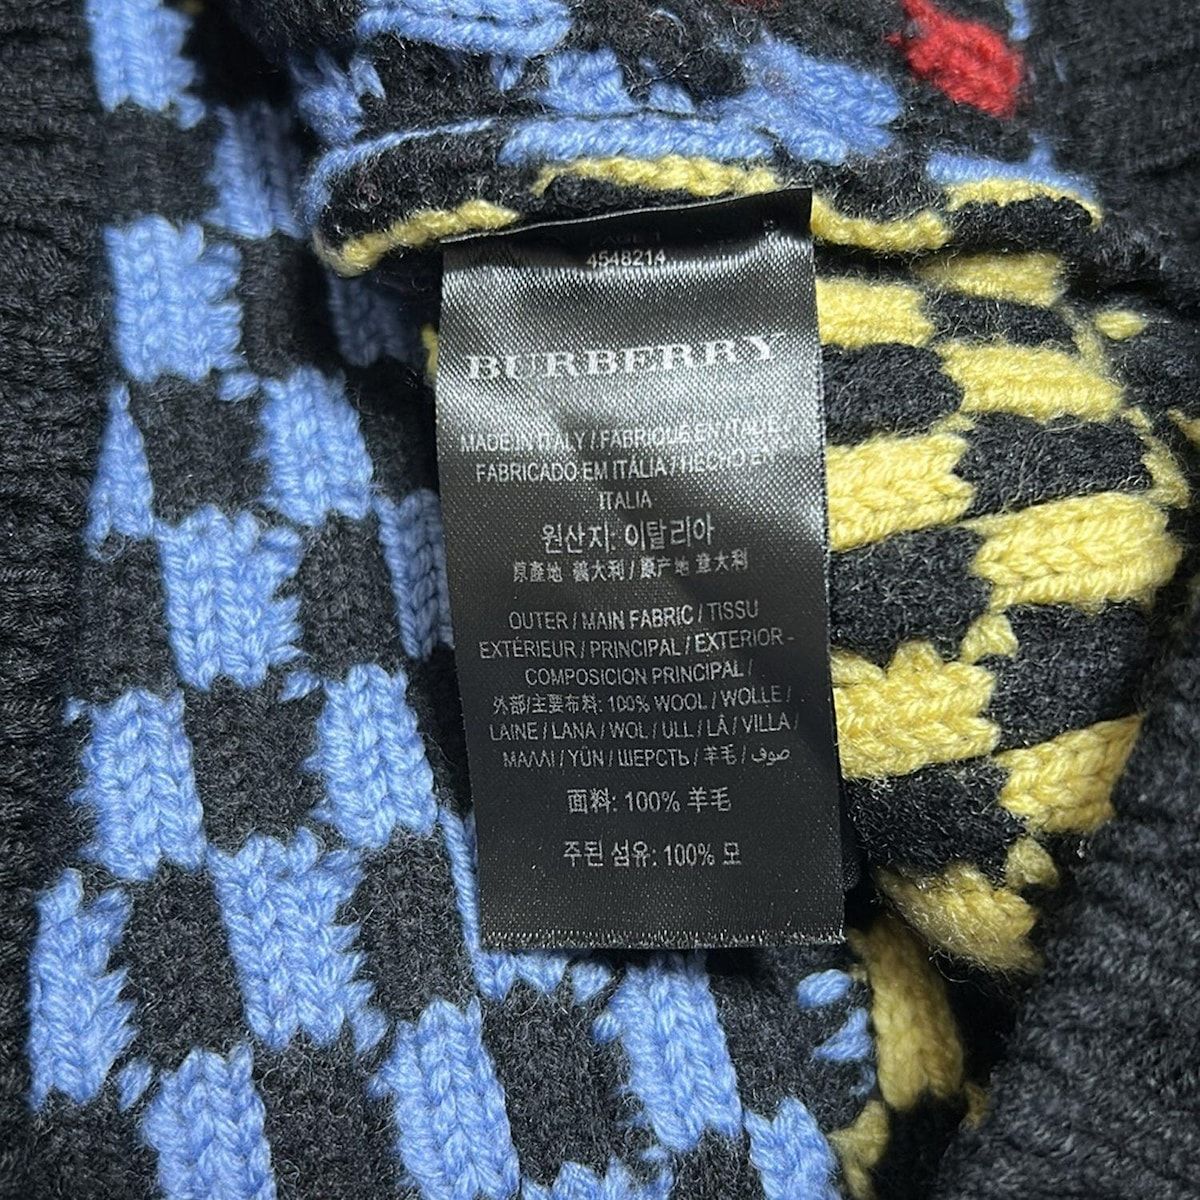 PAGE 1
4548214
BURBERRY
MADE IN ITALY / FABRIQUÉ EN ITALIE /
FABRICADO EM ITÁLIA / HECHO EN
ITALIA
원산지: 이탈리아
原產地 義大利 / 原产地 意大利
OUTER / MAIN FABRIC / TISSU
EXTÉRIEUR / PRINCIPAL / EXTERIOR -
COMPOSICION PRINCIPAL /
外部/主要布料: 100% WOOL / WOLLE /
LAINE / LANA / WOL / ULL / LÃ / VILLA /
ΜΑΛΛΙ / YÜN / ШЕРСТЬ / 羊毛 / صوف /
面料: 100% 羊毛
주된 섬유: 100% 모